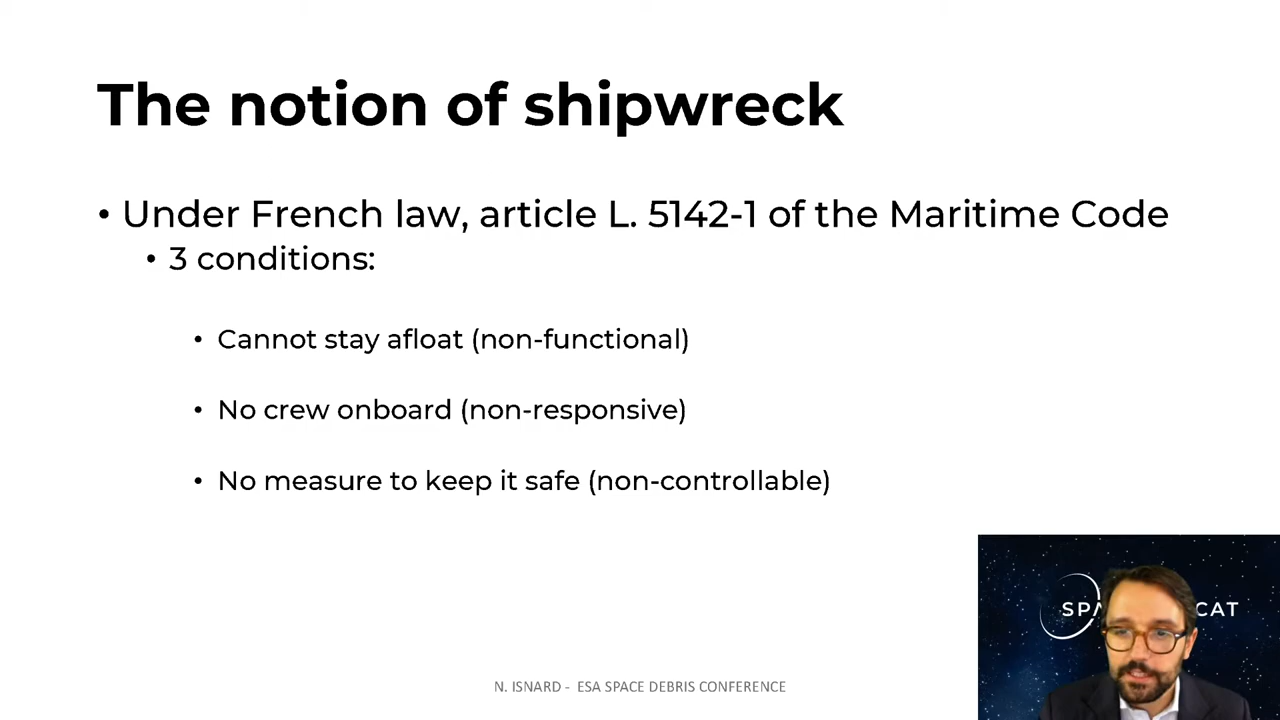 The notion of shipwreck
• Under French law, article L. 5142-1 of the Maritime Code
• 3 conditions:
• Cannot stay afloat (non-functional)
• No crew onboard (non-responsive)
• No measure to keep it safe (non-controllable)
SPA CAT
N. ISNARD - ESA SPACE DEBRIS CONFERENCE